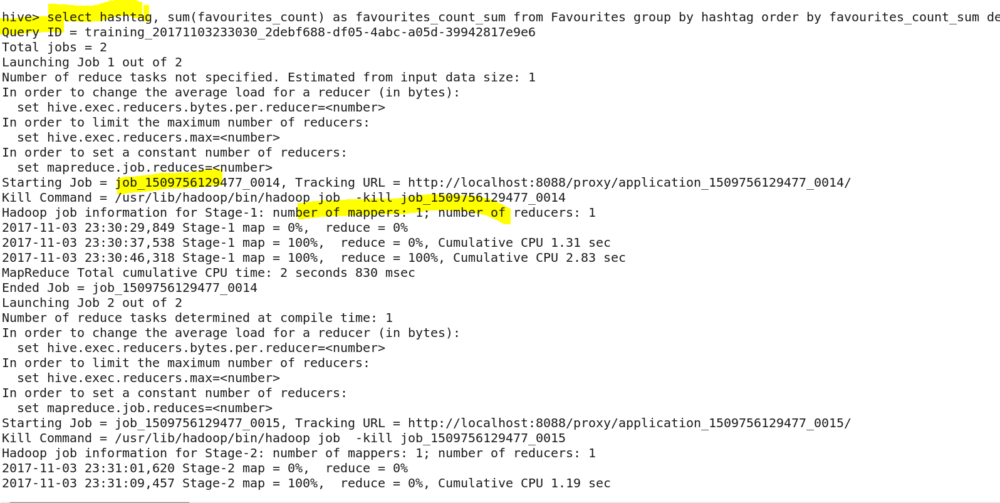 hive> select hashtag, sum(favourites_count) as favourites_count_sum from Favourites group by hashtag order by favourites_count_sum de
Query ID = training_20171103233030_2debf688-df05-4abc-a05d-39942817e9e6
Total jobs = 2
Launching Job 1 out of 2
Number of reduce tasks not specified. Estimated from input data size: 1
In order to change the average load for a reducer (in bytes):
  set hive.exec.reducers.bytes.per.reducer=<number>
In order to limit the maximum number of reducers:
  set hive.exec.reducers.max=<number>
In order to set a constant number of reducers:
  set mapreduce.job.reduces=<number>
Starting Job = job_1509756129477_0014, Tracking URL = http://localhost:8088/proxy/application_1509756129477_0014/
Kill Command = /usr/lib/hadoop/bin/hadoop job  -kill job_1509756129477_0014
Hadoop job information for Stage-1: number of mappers: 1; number of reducers: 1
2017-11-03 23:30:29,849 Stage-1 map = 0%,  reduce = 0%
2017-11-03 23:30:37,538 Stage-1 map = 100%,  reduce = 0%, Cumulative CPU 1.31 sec
2017-11-03 23:30:46,318 Stage-1 map = 100%,  reduce = 100%, Cumulative CPU 2.83 sec
MapReduce Total cumulative CPU time: 2 seconds 830 msec
Ended Job = job_1509756129477_0014
Launching Job 2 out of 2
Number of reduce tasks determined at compile time: 1
In order to change the average load for a reducer (in bytes):
  set hive.exec.reducers.bytes.per.reducer=<number>
In order to limit the maximum number of reducers:
  set hive.exec.reducers.max=<number>
In order to set a constant number of reducers:
  set mapreduce.job.reduces=<number>
Starting Job = job_1509756129477_0015, Tracking URL = http://localhost:8088/proxy/application_1509756129477_0015/
Kill Command = /usr/lib/hadoop/bin/hadoop job  -kill job_1509756129477_0015
Hadoop job information for Stage-2: number of mappers: 1; number of reducers: 1
2017-11-03 23:31:01,620 Stage-2 map = 0%,  reduce = 0%
2017-11-03 23:31:09,457 Stage-2 map = 100%,  reduce = 0%, Cumulative CPU 1.19 sec